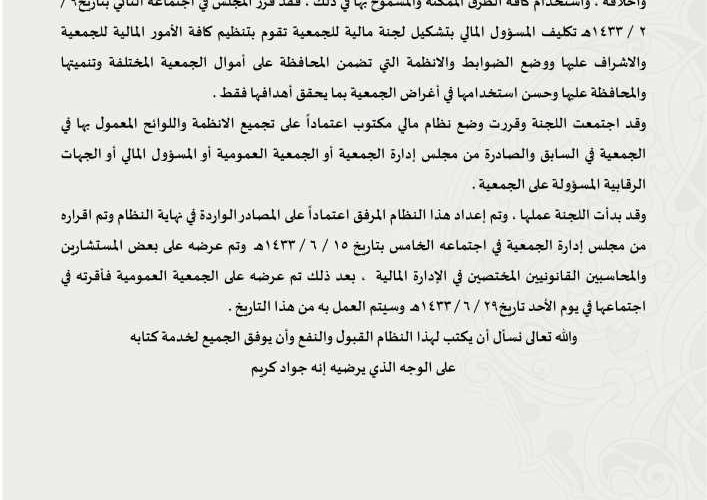 وأخلاقه ، واستخدام كافة الطرق الممكنة والمسموح بها في ذلك . فقد قرر المجلس في اجتماعه الثاني بتاريخ ٦ /
٢ / ١٤٣٣هـ تكليف المسؤول المالي بتشكيل لجنة مالية للجمعية تقوم بتنظيم كافة الأمور المالية للجمعية
والاشراف عليها ووضع الضوابط والانظمة التي تضمن المحافظة على أموال الجمعية المختلفة وتنميتها
والمحافظة عليها وحسن استخدامها في أغراض الجمعية بما يحقق أهدافها فقط .
وقد اجتمعت اللجنة وقررت وضع نظام مالي مكتوب اعتماداً على تجميع الانظمة واللوائح المعمول بها في
الجمعية في السابق والصادرة من مجلس إدارة الجمعية أو الجمعية العمومية أو المسؤول المالي أو الجهات
الرقابية المسؤولة على الجمعية .
وقد بدأت اللجنة عملها ، وتم إعداد هذا النظام المرفق اعتماداً على المصادر الواردة في نهاية النظام وتم اقراره
من مجلس إدارة الجمعية في اجتماعه الخامس بتاريخ ١٥ / ٦ / ١٤٣٣هـ وتم عرضه على بعض المستشارين
والمحاسبين القانونيين المختصين في الإدارة المالية ، بعد ذلك تم عرضه على الجمعية العمومية فأقرته في
اجتماعها في يوم الأحد تاريخ ٢٩ / ٦ / ١٤٣٣هـ وسيتم العمل به من هذا التاريخ .
والله تعالى نسأل أن يكتب لهذا النظام القبول والنفع وأن يوفق الجميع لخدمة كتابه
على الوجه الذي يرضيه إنه جواد كريم